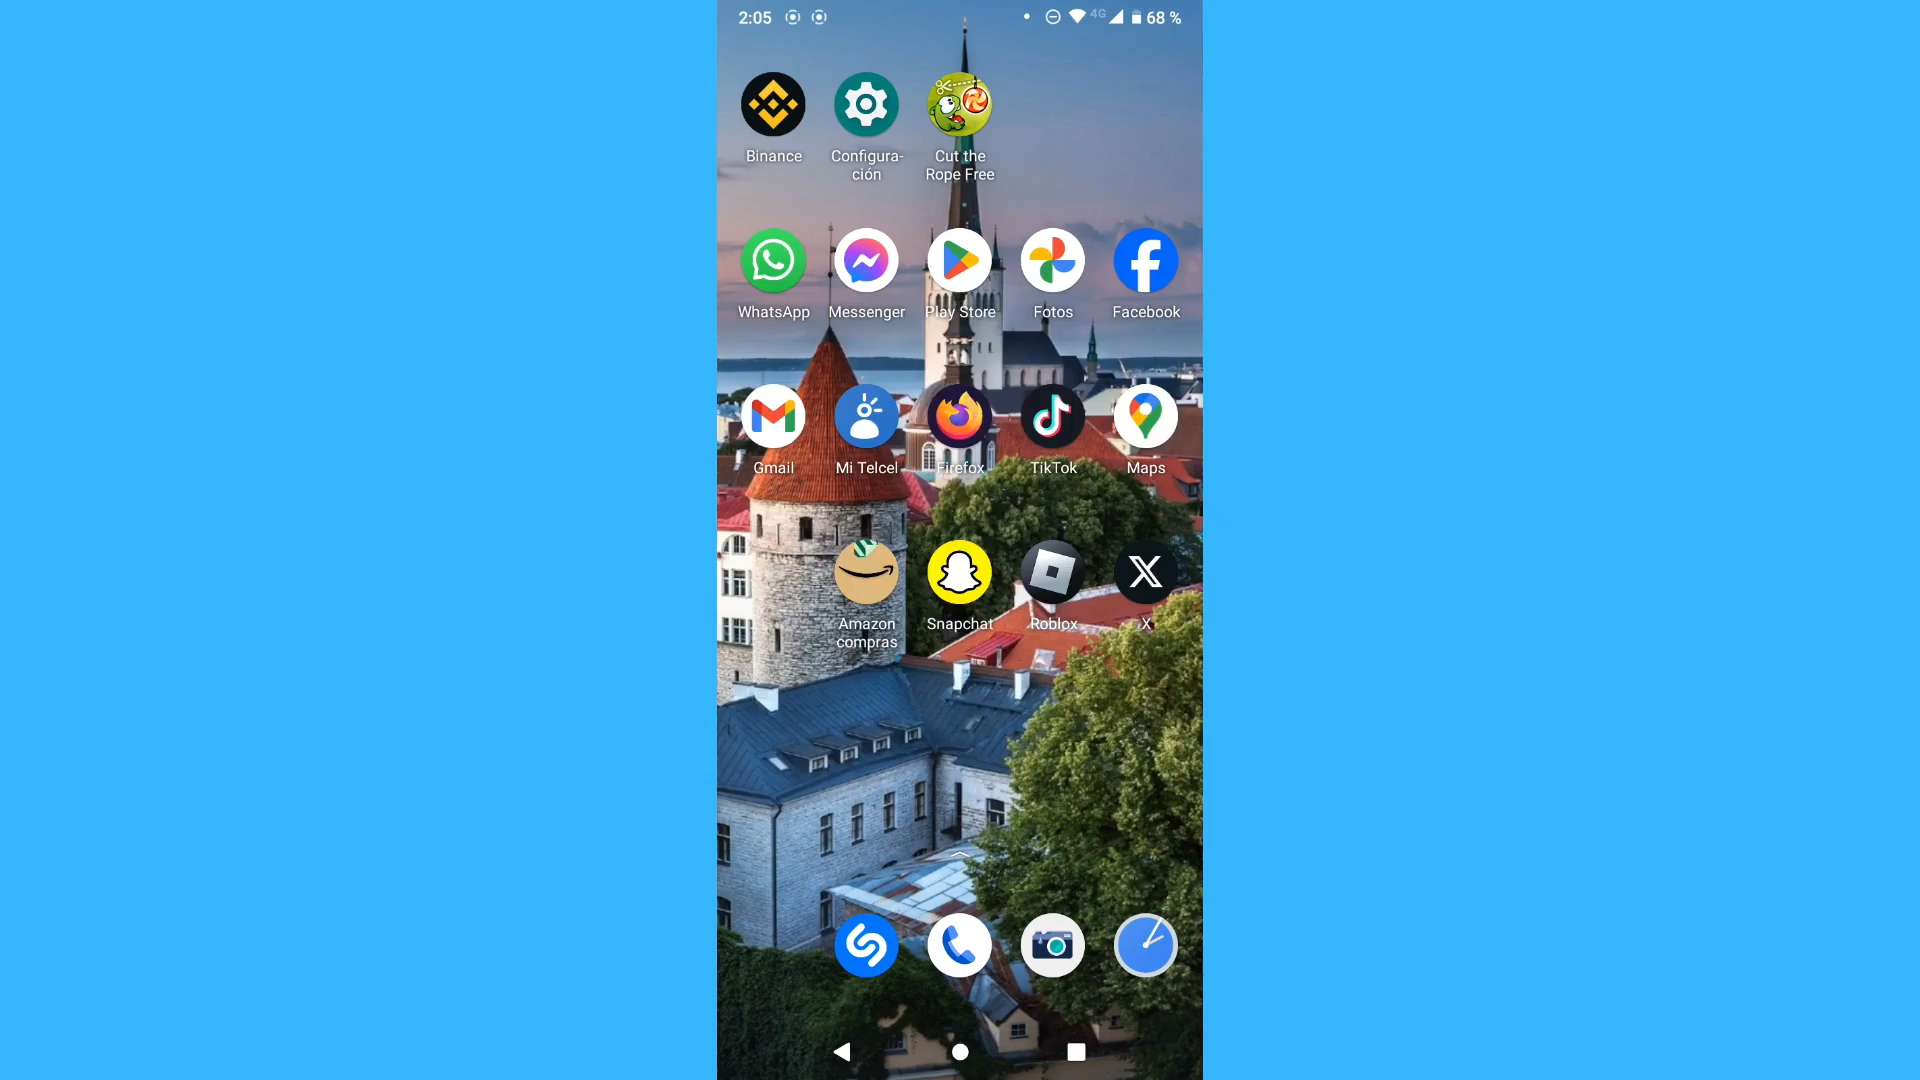 2:05 4G 68 %
Binance Configura- Cut the
ción Rope Free
WhatsApp Messenger Play Store Fotos Facebook
Gmail Mi Telcel Firefox TikTok Maps
Amazon Snapchat Roblox X
compras